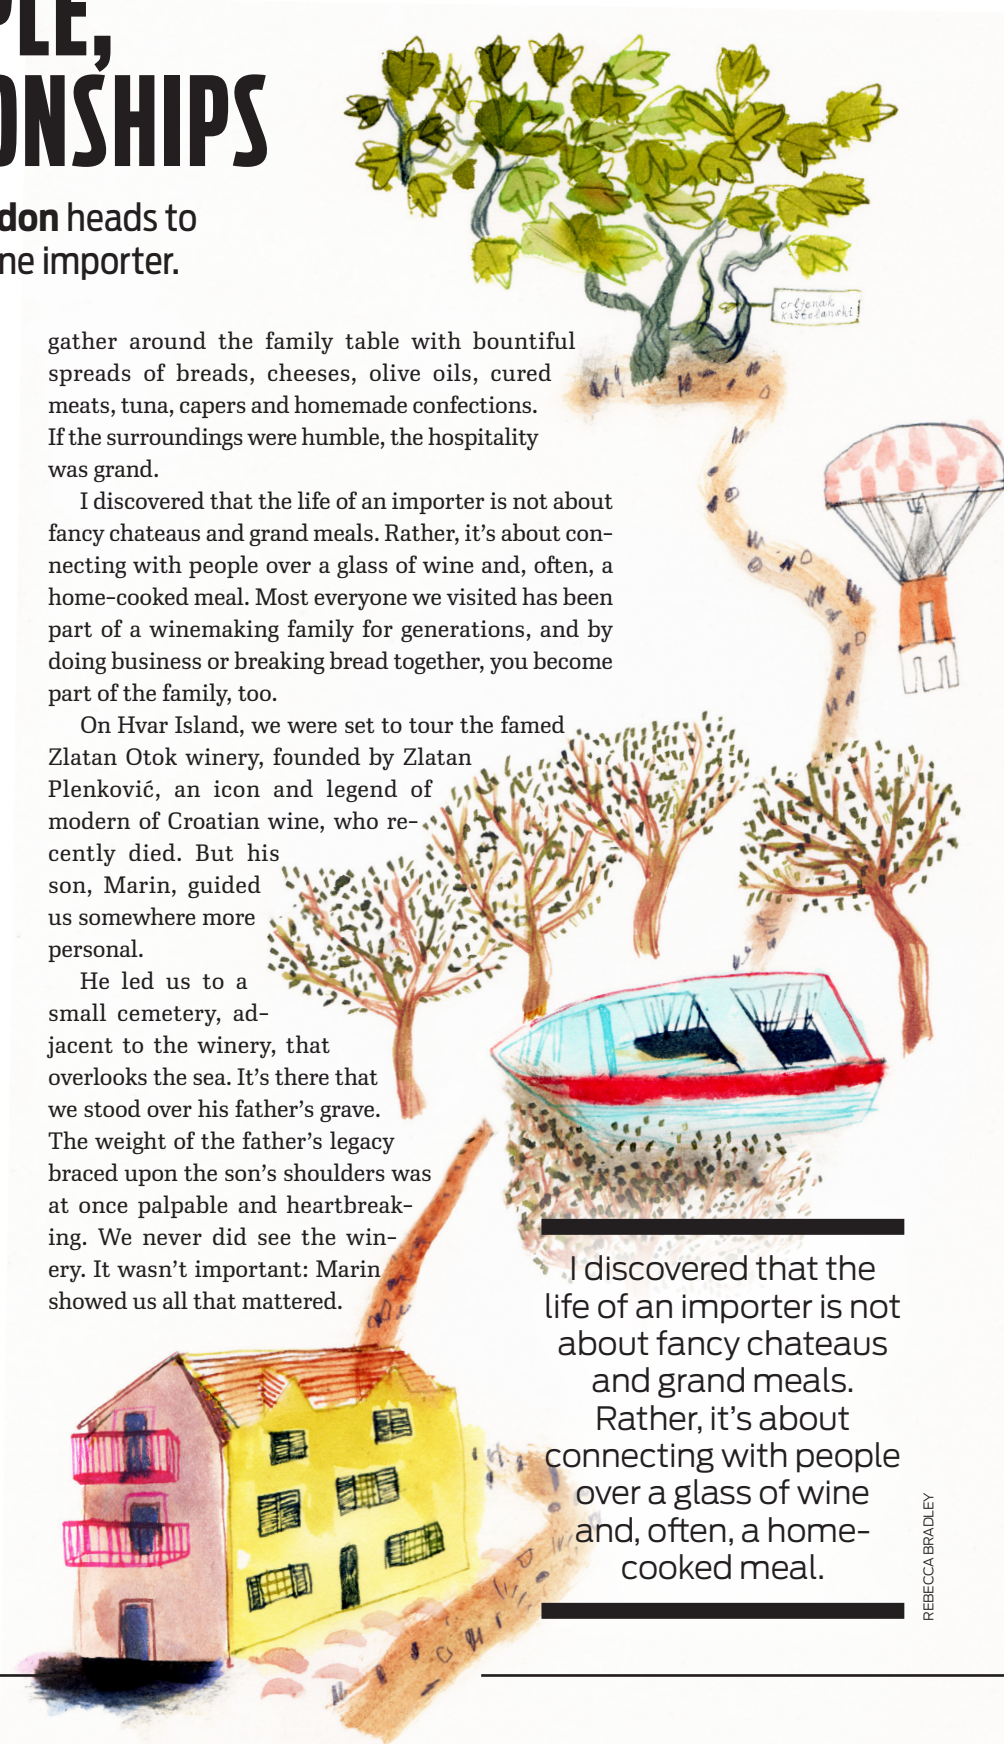 PLE,
ONSHIPS
don heads to
ne importer.
crljenak
kaštelanski
gather around the family table with bountiful
spreads of breads, cheeses, olive oils, cured
meats, tuna, capers and homemade confections.
If the surroundings were humble, the hospitality
was grand.
I discovered that the life of an importer is not about
fancy chateaus and grand meals. Rather, it’s about con-
necting with people over a glass of wine and, often, a
home-cooked meal. Most everyone we visited has been
part of a winemaking family for generations, and by
doing business or breaking bread together, you become
part of the family, too.
On Hvar Island, we were set to tour the famed
Zlatan Otok winery, founded by Zlatan
Plenković, an icon and legend of
modern of Croatian wine, who re-
cently died. But his
son, Marin, guided
us somewhere more
personal.
He led us to a
small cemetery, ad-
jacent to the winery, that
overlooks the sea. It’s there that
we stood over his father’s grave.
The weight of the father’s legacy
braced upon the son’s shoulders was
at once palpable and heartbreak-
ing. We never did see the win-
ery. It wasn’t important: Marin
showed us all that mattered.
I discovered that the
life of an importer is not
about fancy chateaus
and grand meals.
Rather, it’s about
connecting with people
over a glass of wine
and, often, a home-
cooked meal.
REBECCA BRADLEY